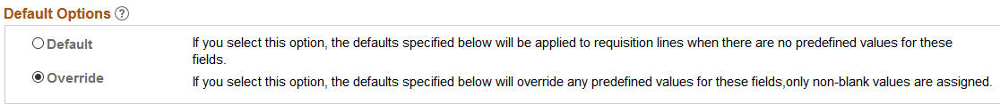 Default Options ?
Default If you select this option, the defaults specified below will be applied to requisition lines when there are no predefined values for these
fields.
Override If you select this option, the defaults specified below will override any predefined values for these fields,only non-blank values are assigned.